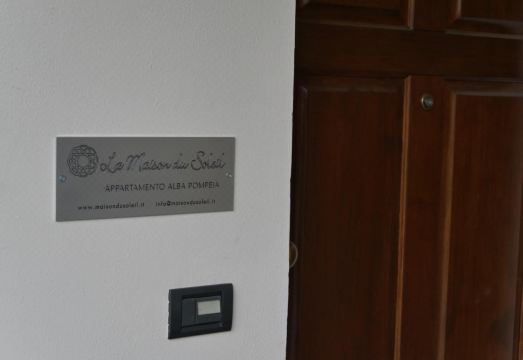 La Maison du Soleil
APPARTAMENTO ALBA POMPEIA
www.maisondusoleil.it info@maisondusoleil.it